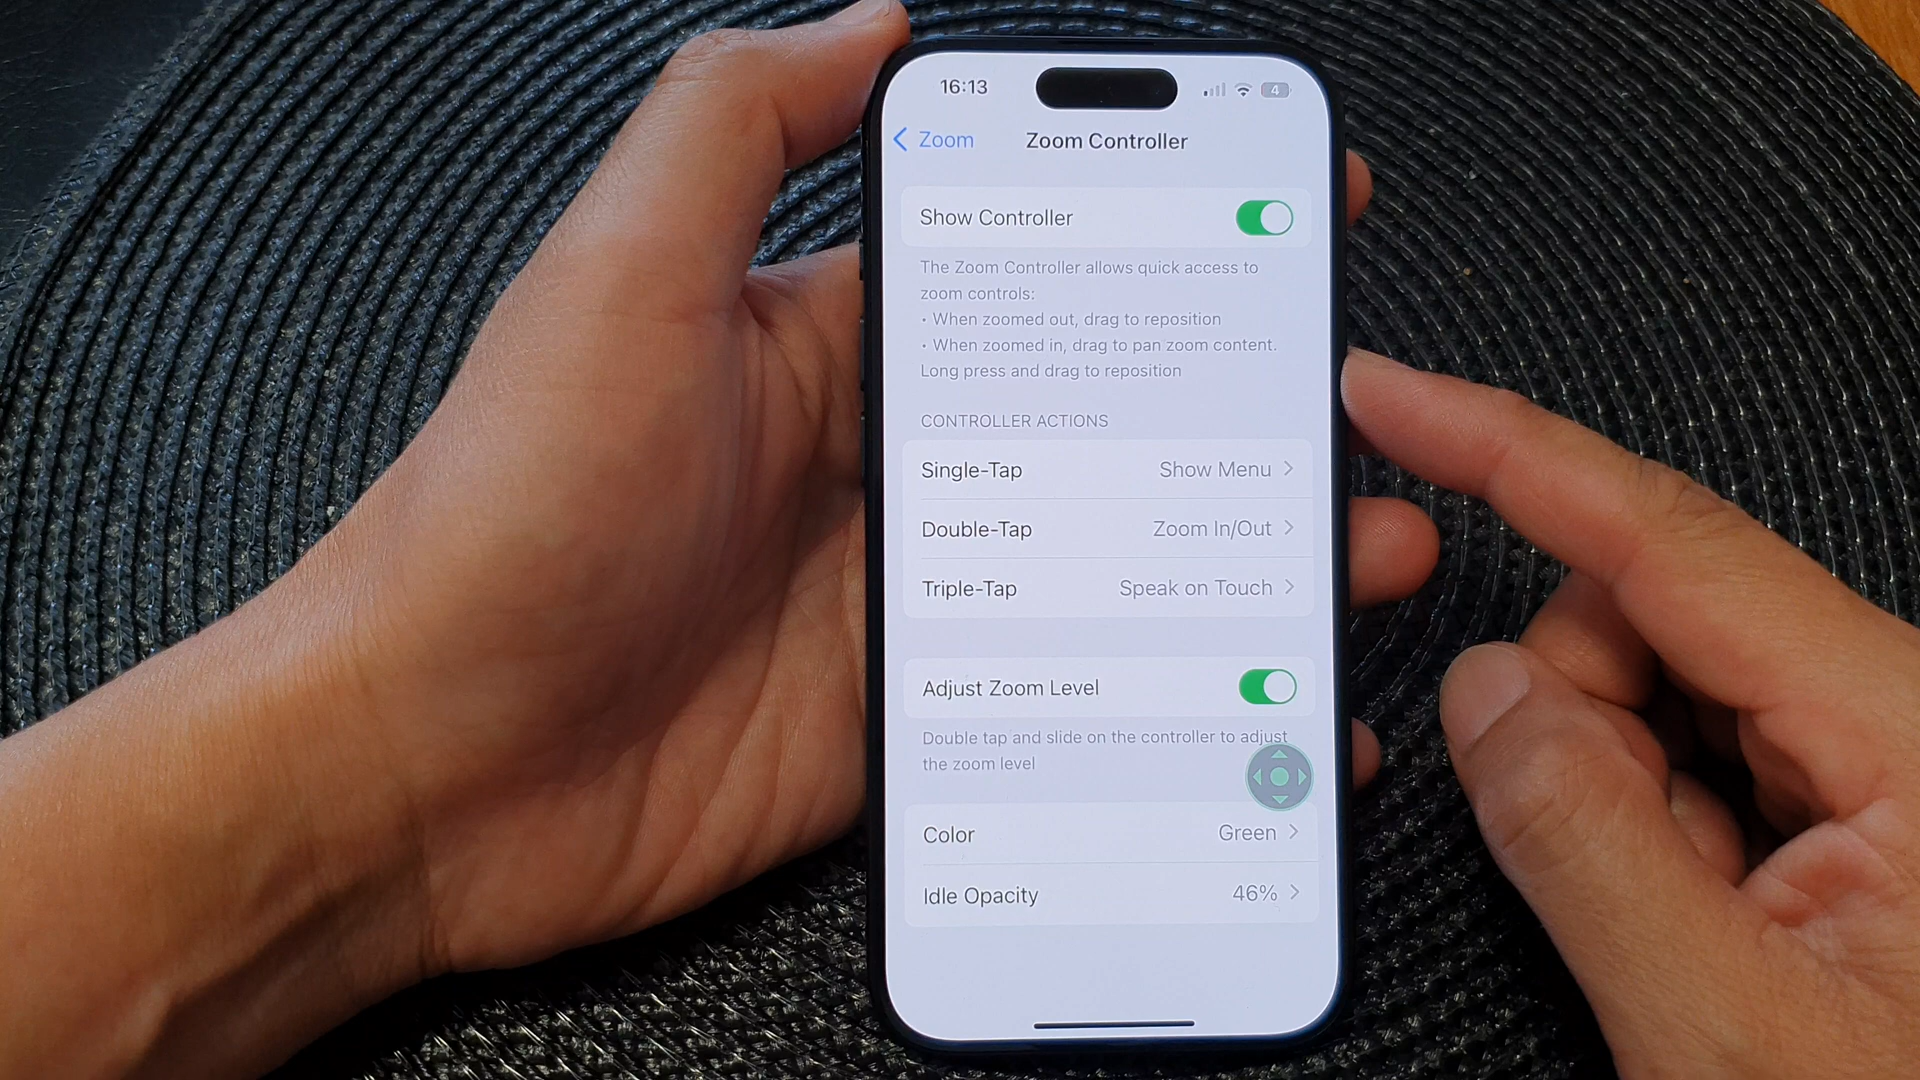 16:13
4
Zoom
Zoom Controller
Show Controller
The Zoom Controller allows quick access to
zoom controls:
• When zoomed out, drag to reposition
• When zoomed in, drag to pan zoom content.
Long press and drag to reposition
CONTROLLER ACTIONS
Single-Tap Show Menu
Double-Tap Zoom In/Out
Triple-Tap Speak on Touch
Adjust Zoom Level
Double tap and slide on the controller to adjust
the zoom level
Color Green
Idle Opacity 46%